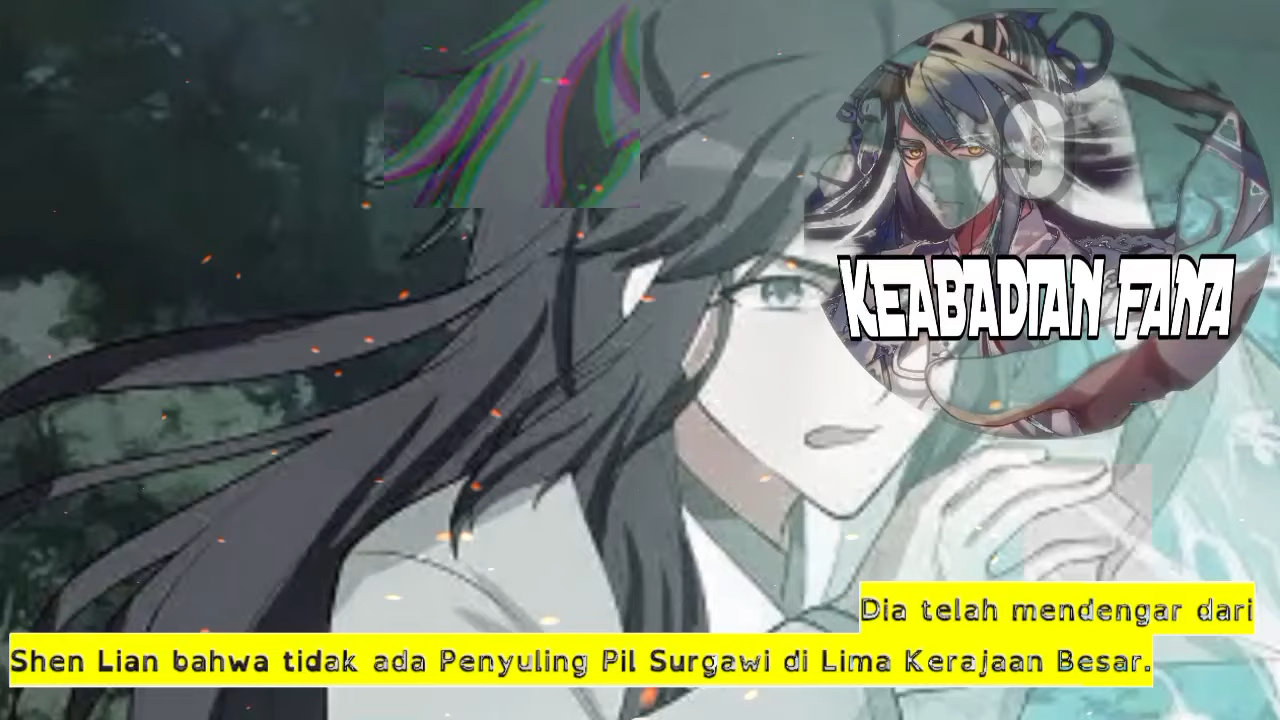 KEABADIAN FANA
Dia telah mendengar dari
Shen Lian bahwa tidak ada Penyuling Pil Surgawi di Lima Kerajaan Besar.